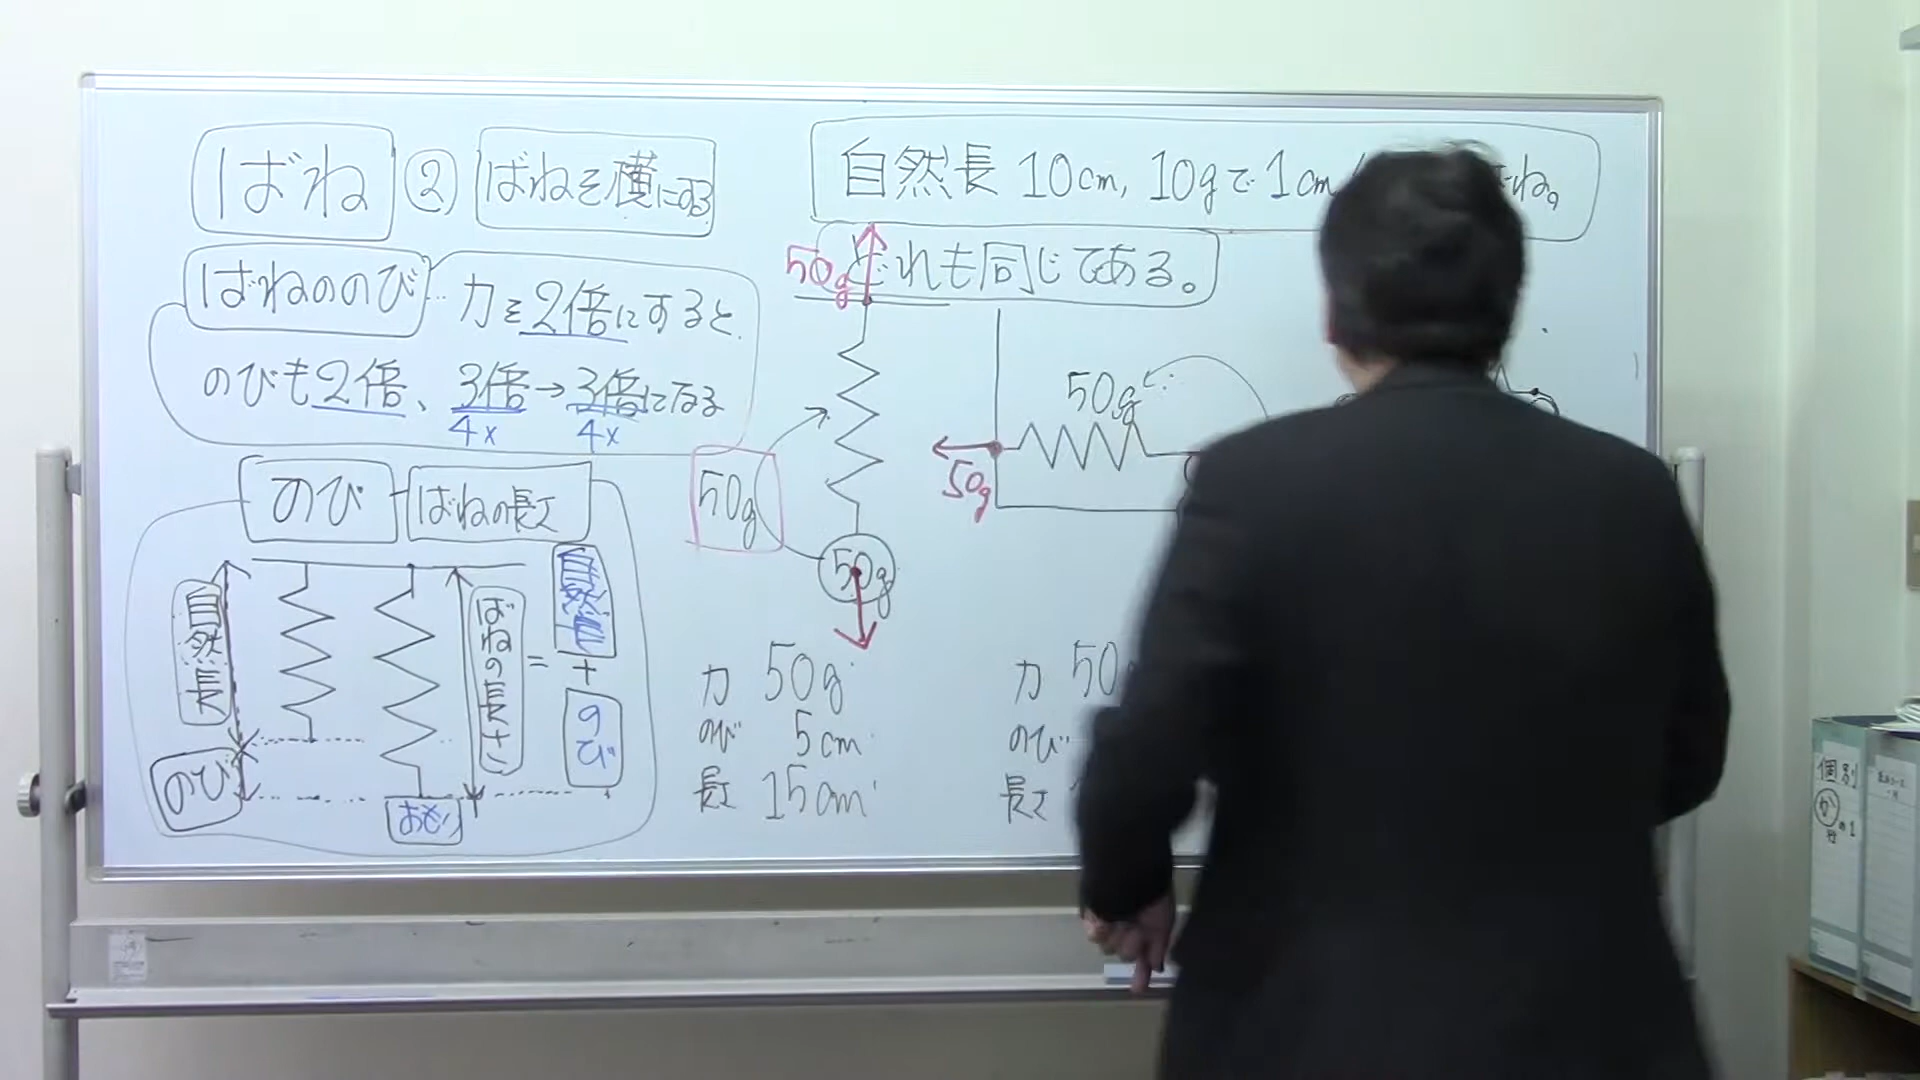 ばね ② ばねを横にする
ばねののび … 力を2倍にすると
のびも2倍、3倍→3倍になる
4x 4x
のび ばねの長さ
自然長
のび
おもり
ばねの長さ
=
自然長
+
のび
自然長 10cm, 10gで1cm ばね。
どれも同じである。
50g
50g
50g
力 50g
のび 5cm
長さ 15cm
50g
50g
力 50
のび
長さ
個別
か